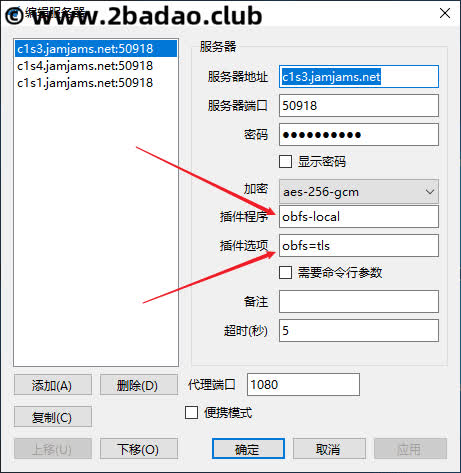 © www.2badao.club
编辑服务器
c1s3.jamjams.net:50918
c1s4.jamjams.net:50918
c1s1.jamjams.net:50918
服务器
服务器地址 c1s3.jamjams.net
服务器端口 50918
密码 ●●●●●●●●●●
显示密码
加密 aes-256-gcm
插件程序 obfs-local
插件选项 obfs=tls
需要命令行参数
备注
超时(秒) 5
添加(A) 删除(D) 代理端口 1080
复制(C) 便携模式
上移(U) 下移(O) 确定 取消 应用